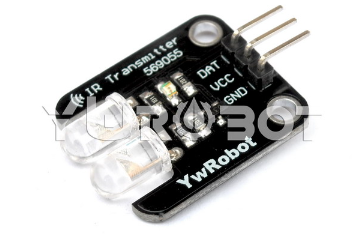 IR Transmitter
569055
DAT
VCC
GND
YwRobot
YWROBOT